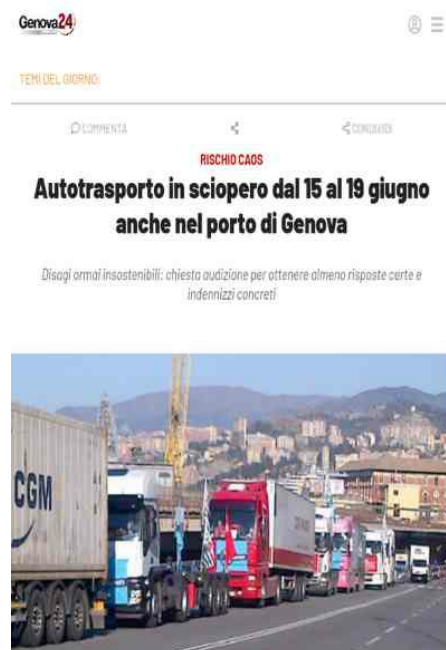 Genova24
TEMI DEL GIORNO:
COMMENTA
CONDIVIDI
RISCHIO CAOS
Autotrasporto in sciopero dal 15 al 19 giugno
anche nel porto di Genova
Disagi ormai insostenibili: chiesta audizione per ottenere almeno risposte certe e
indennizzi concreti
CGM